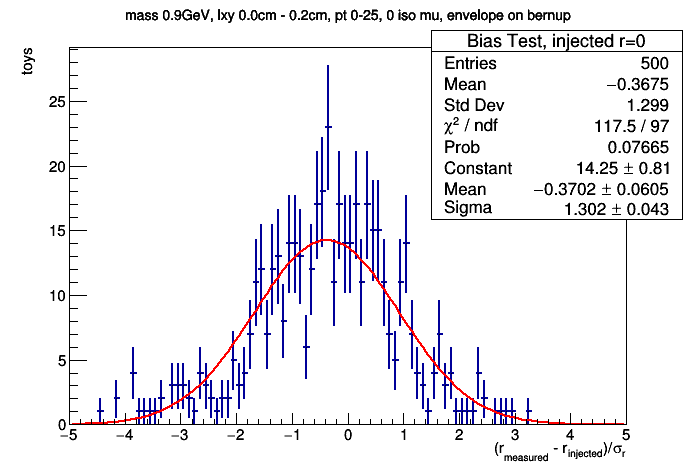 mass 0.9GeV, lxy 0.0cm - 0.2cm, pt 0-25, 0 iso mu, envelope on bernup
Bias Test, injected r=0
Entries 500
Mean −0.3675
Std Dev 1.299
χ² / ndf 117.5 / 97
Prob 0.07665
Constant 14.25 ± 0.81
Mean −0.3702 ± 0.0605
Sigma 1.302 ± 0.043
toys
25
20
15
10
5
0
−5 −4 −3 −2 −1 0 1 2 3 4 5
(r_measured - r_injected)/σ_r